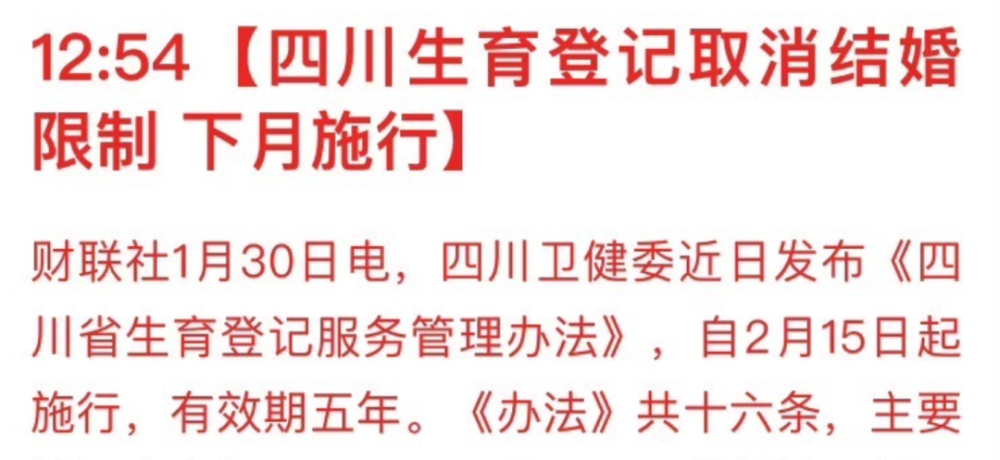 12:54【四川生育登记取消结婚
限制 下月施行】
财联社1月30日电，四川卫健委近日发布《四
川省生育登记服务管理办法》，自2月15日起
施行，有效期五年。《办法》共十六条，主要